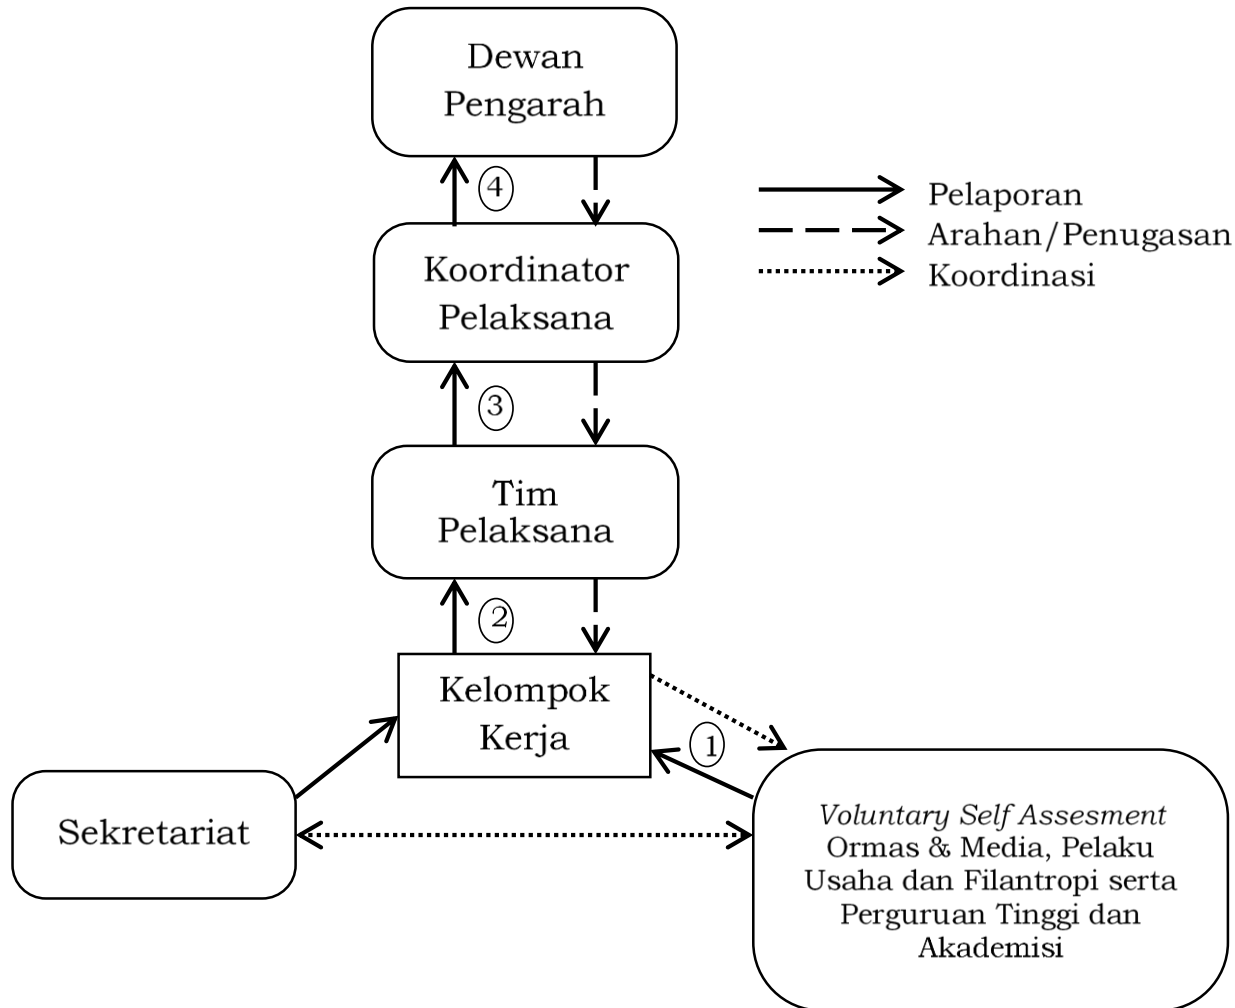 Dewan
Pengarah
4
Pelaporan
Arahan/Penugasan
Koordinasi
Koordinator
Pelaksana
3
Tim
Pelaksana
2
Kelompok
Kerja
1
Sekretariat
Voluntary Self Assesment
Ormas & Media, Pelaku
Usaha dan Filantropi serta
Perguruan Tinggi dan
Akademisi